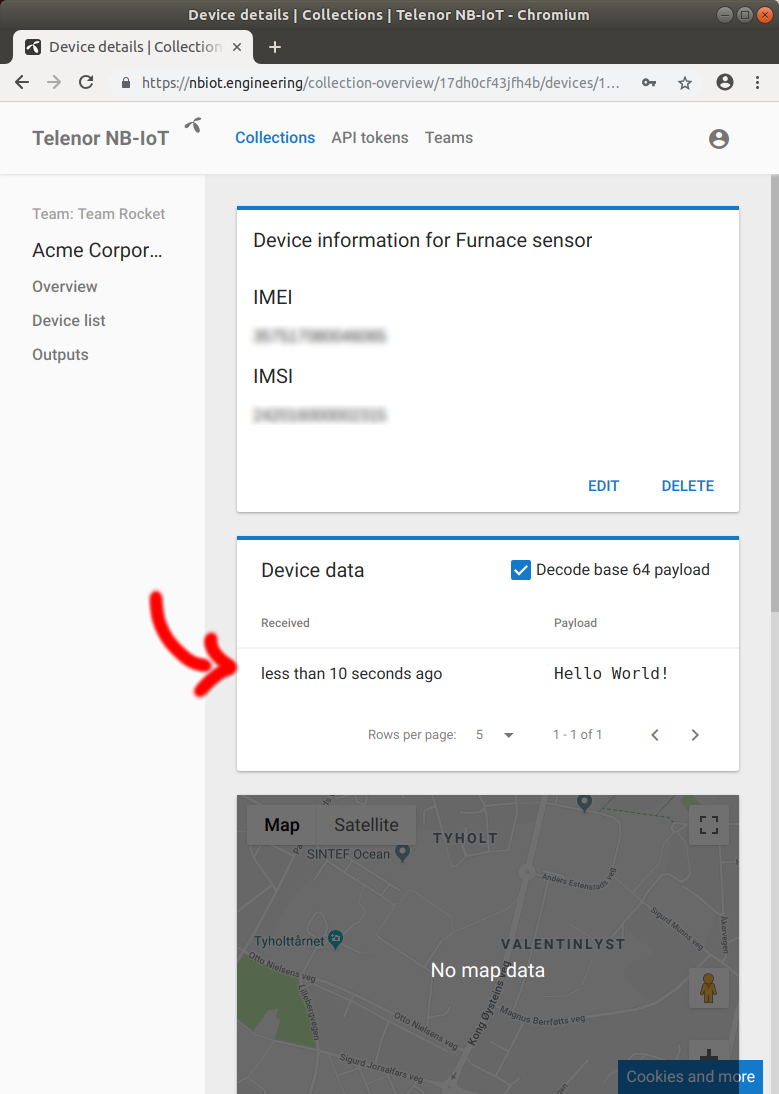 Device details | Collections | Telenor NB-IoT - Chromium
Device details | Collection
https://nbiot.engineering/collection-overview/17dh0cf43jfh4b/devices/1…
Telenor NB-IoT
Collections
API tokens
Teams
Team: Team Rocket
Acme Corpor…
Overview
Device list
Outputs
Device information for Furnace sensor
IMEI
IMSI
EDIT
DELETE
Device data
Decode base 64 payload
Received
Payload
less than 10 seconds ago
Hello World!
Rows per page:
5
1 - 1 of 1
Map
Satellite
TYHOLT
SINTEF Ocean
Anders Estenstads veg
Sigurd Munns veg
Åkervegen
Tyholttårnet
VALENTINLYST
No map data
Otto Nielsens veg
Lillebergvegen
Kong Øysteins veg
Magnus Berrføtts veg
Otto Nielsens veg
Sigurd Jorsalfars veg
Cookies and more